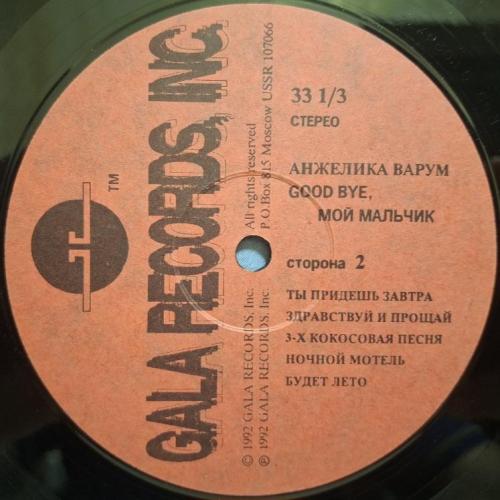 GALA RECORDS, INC.
TM
All rights reserved
P.O.Box 815 Moscow USSR 107066
© 1992 GALA RECORDS, Inc.
℗ 1992 GALA RECORDS, Inc.
33 1/3
СТЕРЕО
АНЖЕЛИКА ВАРУМ
GOOD BYE,
МОЙ МАЛЬЧИК
сторона 2
ТЫ ПРИДЕШЬ ЗАВТРА
ЗДРАВСТВУЙ И ПРОЩАЙ
3-Х КОКОСОВАЯ ПЕСНЯ
НОЧНОЙ МОТЕЛЬ
БУДЕТ ЛЕТО